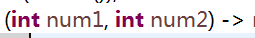 (int num1, int num2) ->